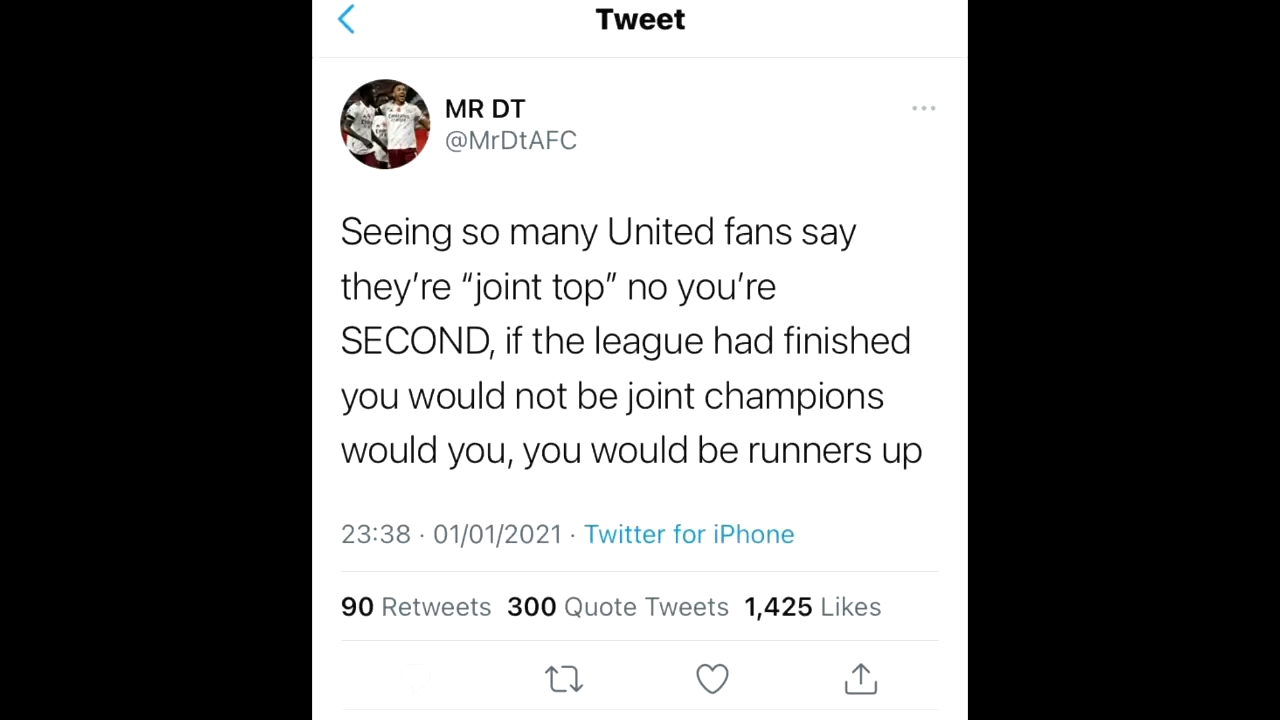 Tweet
MR DT
@MrDtAFC
Seeing so many United fans say
they're “joint top” no you're
SECOND, if the league had finished
you would not be joint champions
would you, you would be runners up
23:38 · 01/01/2021 · Twitter for iPhone
90 Retweets 300 Quote Tweets 1,425 Likes